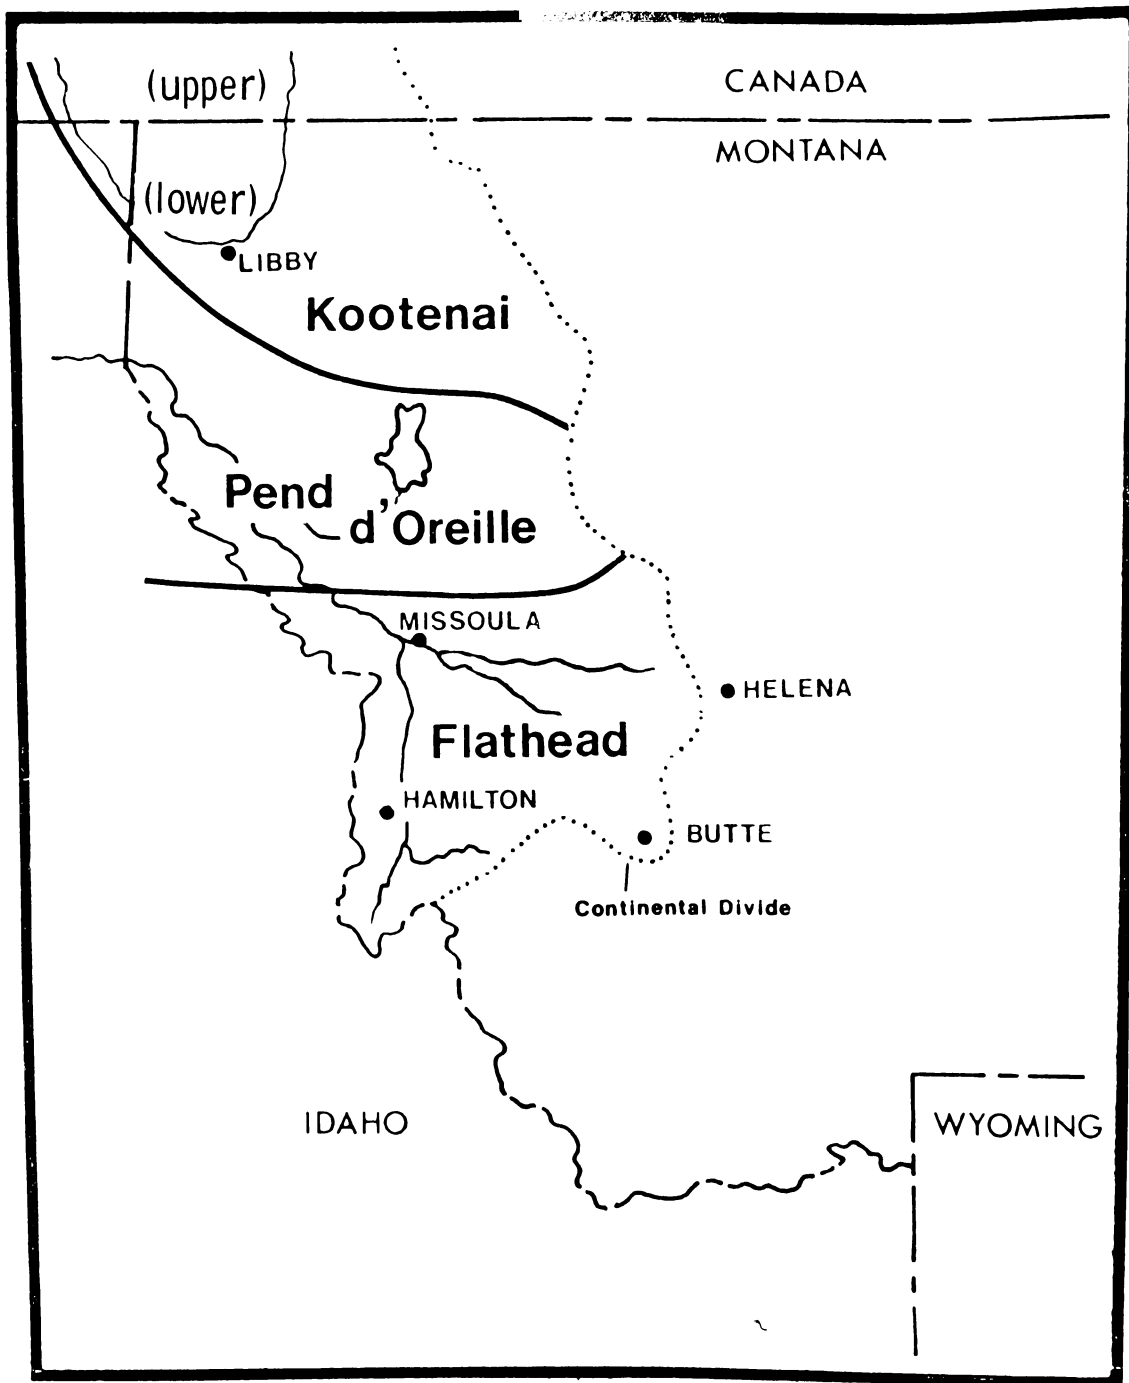 (upper)
CANADA
MONTANA
(lower)
LIBBY
Kootenai
Pend
d'Oreille
MISSOULA
HELENA
Flathead
HAMILTON
BUTTE
Continental Divide
IDAHO
WYOMING